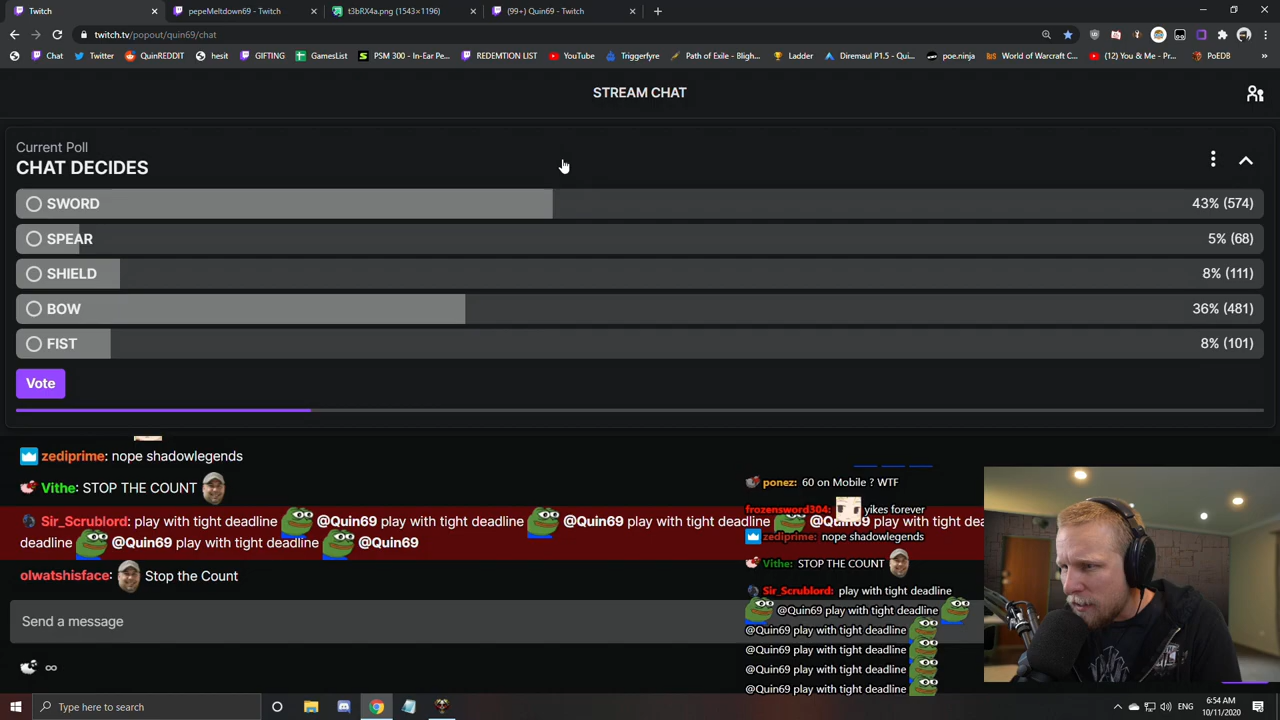 Twitch
pepeMeltdown69 - Twitch
t3bRX4a.png (1543×1196)
(99+) Quin69 - Twitch
twitch.tv/popout/quin69/chat
Chat
Twitter
QuinREDDIT
hesit
GIFTING
GamesList
PSM 300 - In-Ear Pe...
REDEMTION LIST
YouTube
Triggerfyre
Path of Exile - Bligh...
Ladder
Diremaul P1.5 - Qui...
poe.ninja
World of Warcraft C...
(12) You & Me - Pr...
PoEDB
STREAM CHAT
Current Poll
CHAT DECIDES
SWORD 43% (574)
SPEAR 5% (68)
SHIELD 8% (111)
BOW 36% (481)
FIST 8% (101)
Vote
zediprime: nope shadowlegends
Vithe: STOP THE COUNT
Sir_Scrublord: play with tight deadline @Quin69 play with tight deadline @Quin69 play with tight deadline @Quin69 play with tight dea
deadline @Quin69 play with tight deadline @Quin69
olwatshisface: Stop the Count
Send a message
∞
ponez: 60 on Mobile ? WTF
frozensword304: yikes forever
zediprime: nope shadowlegends
Vithe: STOP THE COUNT
Sir_Scrublord: play with tight deadline
@Quin69 play with tight deadline
@Quin69 play with tight deadline
@Quin69 play with tight deadline
@Quin69 play with tight deadline
@Quin69 play with tight deadline
Type here to search
ENG
6:54 AM
10/11/2020